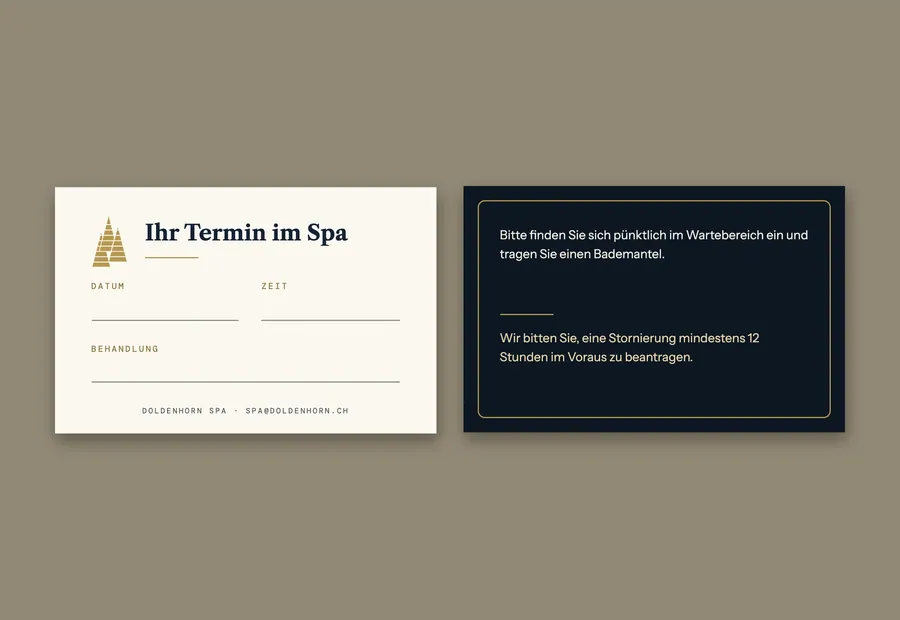 Ihr Termin im Spa
DATUM
ZEIT
BEHANDLUNG
DOLDENHORN SPA · SPA@DOLDENHORN.CH
Bitte finden Sie sich pünktlich im Wartebereich ein und
tragen Sie einen Bademantel.
Wir bitten Sie, eine Stornierung mindestens 12
Stunden im Voraus zu beantragen.